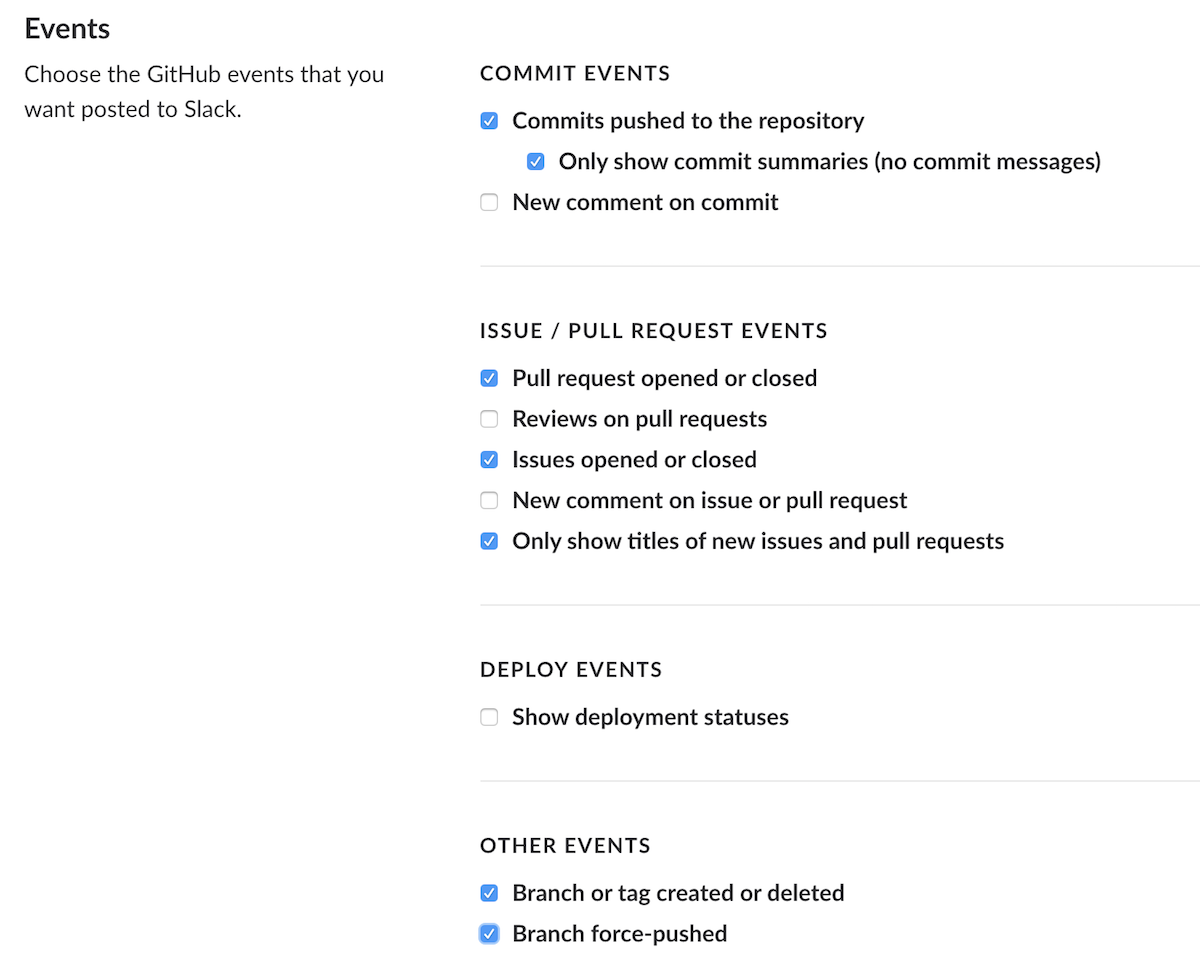 Events
Choose the GitHub events that you
want posted to Slack.
COMMIT EVENTS
Commits pushed to the repository
Only show commit summaries (no commit messages)
New comment on commit
ISSUE / PULL REQUEST EVENTS
Pull request opened or closed
Reviews on pull requests
Issues opened or closed
New comment on issue or pull request
Only show titles of new issues and pull requests
DEPLOY EVENTS
Show deployment statuses
OTHER EVENTS
Branch or tag created or deleted
Branch force-pushed